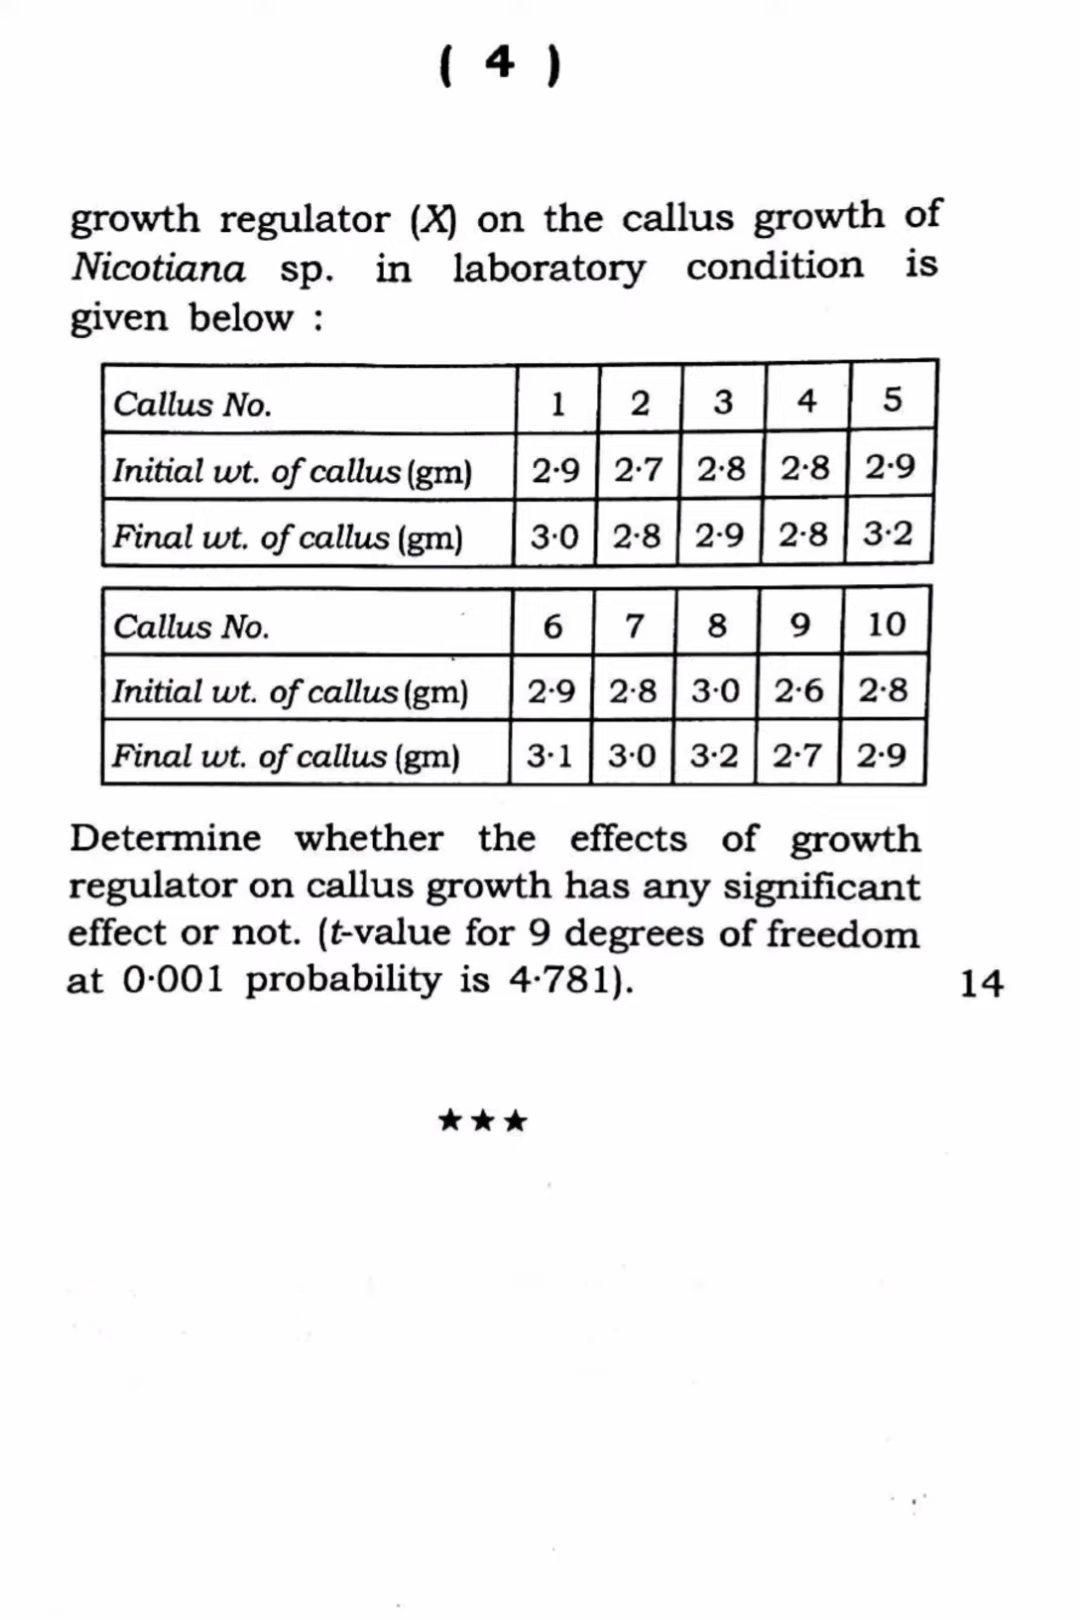 ( 4 )
growth regulator (X) on the callus growth of
Nicotiana sp. in laboratory condition is
given below :
Callus No. 1 2 3 4 5
Initial wt. of callus (gm) 2·9 2·7 2·8 2·8 2·9
Final wt. of callus (gm) 3·0 2·8 2·9 2·8 3·2
Callus No. 6 7 8 9 10
Initial wt. of callus (gm) 2·9 2·8 3·0 2·6 2·8
Final wt. of callus (gm) 3·1 3·0 3·2 2·7 2·9
Determine whether the effects of growth
regulator on callus growth has any significant
effect or not. (t-value for 9 degrees of freedom
at 0·001 probability is 4·781). 14
★★★